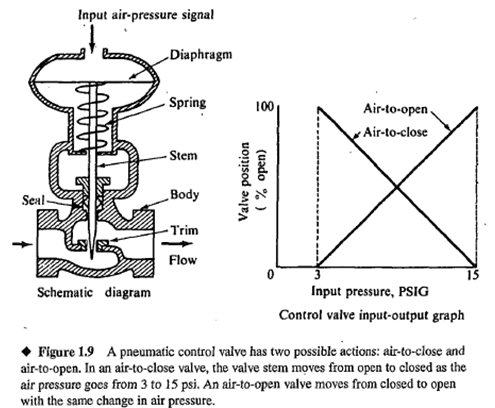 Input air-pressure signal
Diaphragm
Spring
Stem
Seal
Body
Trim
Flow
Schematic diagram
100
Air-to-open
Air-to-close
Valve position
( % open)
0
3
15
Input pressure, PSIG
Control valve input-output graph
◆ Figure 1.9 A pneumatic control valve has two possible actions: air-to-close and
air-to-open. In an air-to-close valve, the valve stem moves from open to closed as the
air pressure goes from 3 to 15 psi. An air-to-open valve moves from closed to open
with the same change in air pressure.